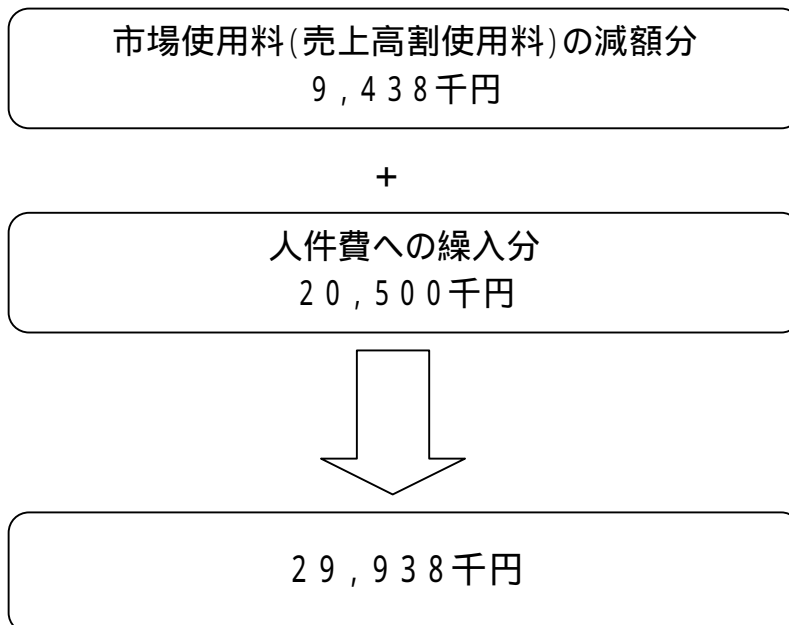 市場使用料(売上高割使用料)の減額分
9,438千円
+
人件費への繰入分
20,500千円
29,938千円